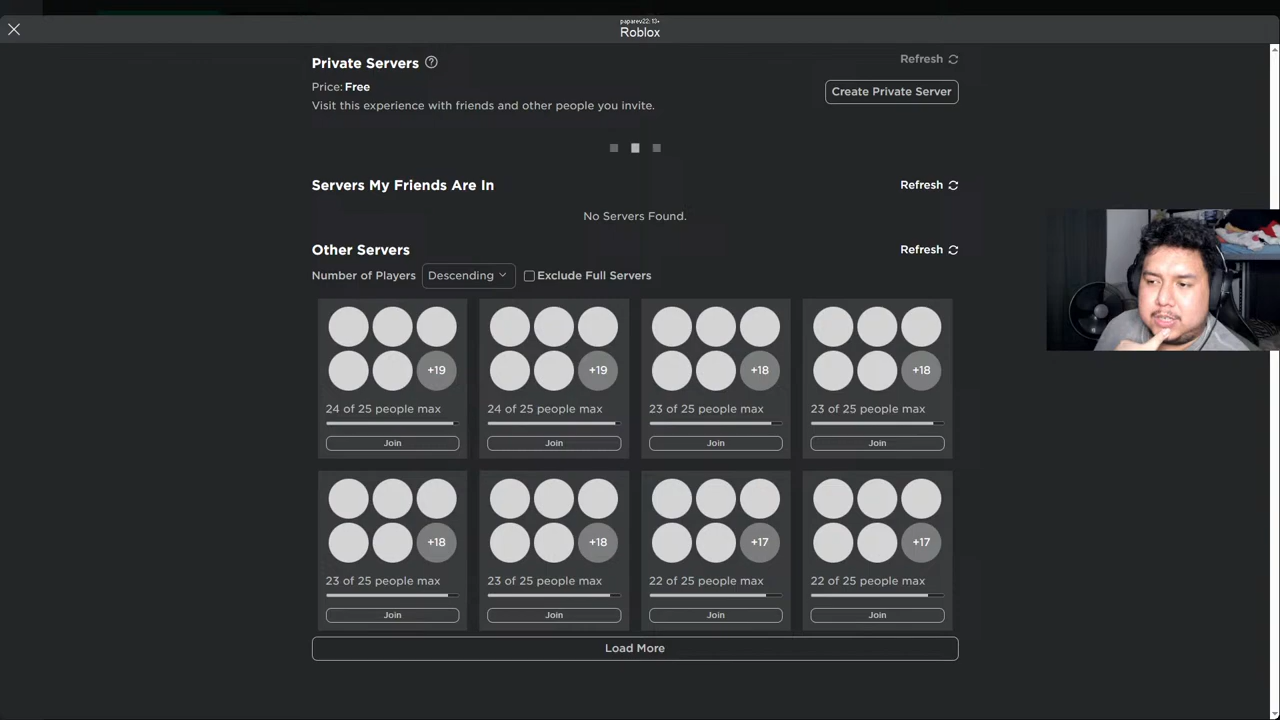 paparev22: 13+
Roblox
Private Servers
Refresh
Price: Free
Create Private Server
Visit this experience with friends and other people you invite.
Servers My Friends Are In
Refresh
No Servers Found.
Other Servers
Refresh
Number of Players Descending Exclude Full Servers
+19 +19 +18 +18
24 of 25 people max 24 of 25 people max 23 of 25 people max 23 of 25 people max
Join Join Join Join
+18 +18 +17 +17
23 of 25 people max 23 of 25 people max 22 of 25 people max 22 of 25 people max
Join Join Join Join
Load More